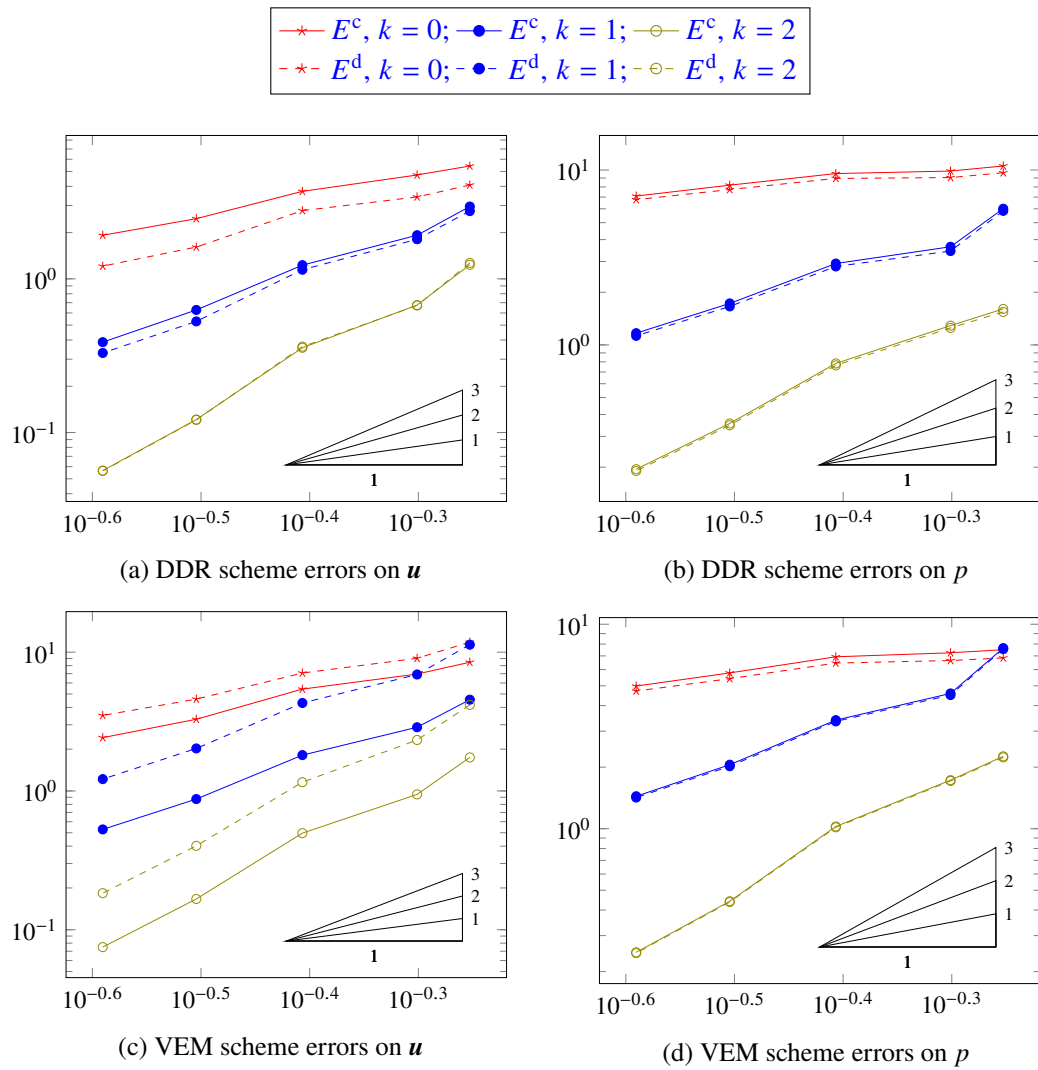 E^c, k = 0; E^c, k = 1; E^c, k = 2
E^d, k = 0; E^d, k = 1; E^d, k = 2
10^0
10^−1
10^−0.6 10^−0.5 10^−0.4 10^−0.3
3
2
1
1
(a) DDR scheme errors on u
10^1
10^0
10^−0.6 10^−0.5 10^−0.4 10^−0.3
3
2
1
1
(b) DDR scheme errors on p
10^1
10^0
10^−1
10^−0.6 10^−0.5 10^−0.4 10^−0.3
3
2
1
1
(c) VEM scheme errors on u
10^1
10^0
10^−0.6 10^−0.5 10^−0.4 10^−0.3
3
2
1
1
(d) VEM scheme errors on p